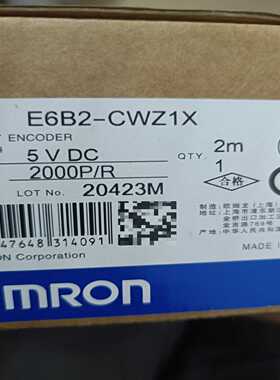 E6B2-CWZ1X
ENCODER
5 V DC
2000P/R
QTY.
2m
1
合格
LOT No. 20423M
47648 314091
ON Corporation
MADE IN
MRON